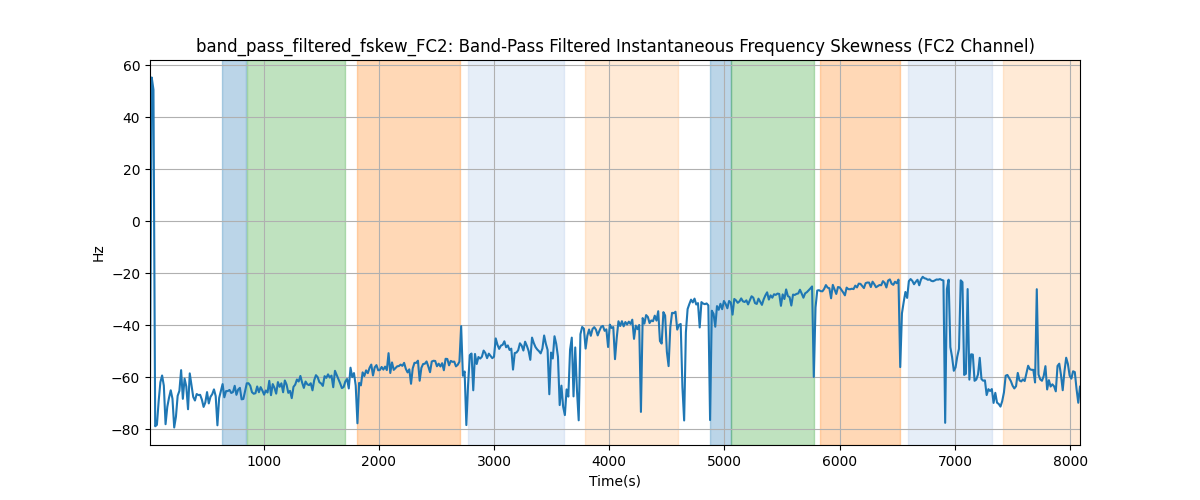 band_pass_filtered_fskew_FC2: Band-Pass Filtered Instantaneous Frequency Skewness (FC2 Channel)
60
40
20
0
−20
−40
−60
−80
Hz
1000 2000 3000 4000 5000 6000 7000 8000
Time(s)